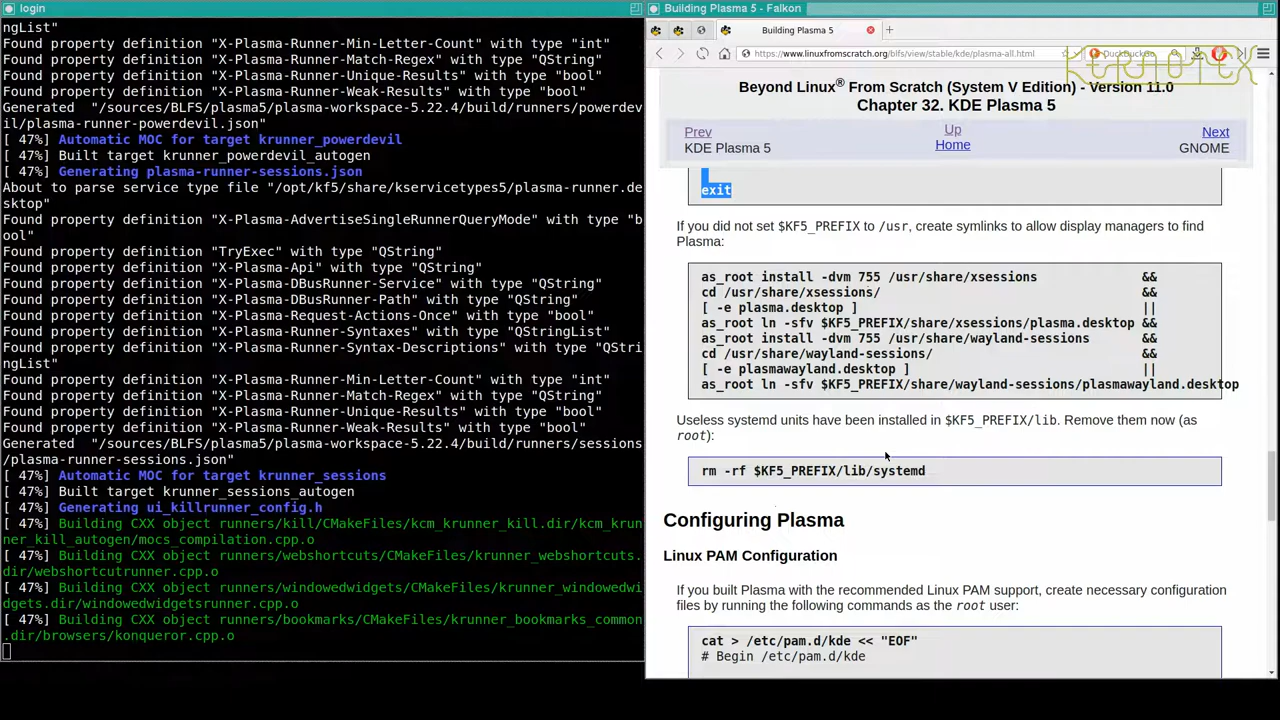 login
ngList"
Found property definition "X-Plasma-Runner-Min-Letter-Count" with type "int"
Found property definition "X-Plasma-Runner-Match-Regex" with type "QString"
Found property definition "X-Plasma-Runner-Unique-Results" with type "bool"
Found property definition "X-Plasma-Runner-Weak-Results" with type "bool"
Generated  "/sources/BLFS/plasma5/plasma-workspace-5.22.4/build/runners/powerdev
il/plasma-runner-powerdevil.json"
[ 47%] Automatic MOC for target krunner_powerdevil
[ 47%] Built target krunner_powerdevil_autogen
[ 47%] Generating plasma-runner-sessions.json
About to parse service type file "/opt/kf5/share/kservicetypes5/plasma-runner.de
sktop"
Found property definition "X-Plasma-AdvertiseSingleRunnerQueryMode" with type "b
ool"
Found property definition "TryExec" with type "QString"
Found property definition "X-Plasma-Api" with type "QString"
Found property definition "X-Plasma-DBusRunner-Service" with type "QString"
Found property definition "X-Plasma-DBusRunner-Path" with type "QString"
Found property definition "X-Plasma-Request-Actions-Once" with type "bool"
Found property definition "X-Plasma-Runner-Syntaxes" with type "QStringList"
Found property definition "X-Plasma-Runner-Syntax-Descriptions" with type "QStri
ngList"
Found property definition "X-Plasma-Runner-Min-Letter-Count" with type "int"
Found property definition "X-Plasma-Runner-Match-Regex" with type "QString"
Found property definition "X-Plasma-Runner-Unique-Results" with type "bool"
Found property definition "X-Plasma-Runner-Weak-Results" with type "bool"
Generated  "/sources/BLFS/plasma5/plasma-workspace-5.22.4/build/runners/sessions
/plasma-runner-sessions.json"
[ 47%] Automatic MOC for target krunner_sessions
[ 47%] Built target krunner_sessions_autogen
[ 47%] Generating ui_killrunner_config.h
[ 47%] Building CXX object runners/kill/CMakeFiles/kcm_krunner_kill.dir/kcm_krun
ner_kill_autogen/mocs_compilation.cpp.o
[ 47%] Building CXX object runners/webshortcuts/CMakeFiles/krunner_webshortcuts.
dir/webshortcutrunner.cpp.o
[ 47%] Building CXX object runners/windowedwidgets/CMakeFiles/krunner_windowedwi
dgets.dir/windowedwidgetsrunner.cpp.o
[ 47%] Building CXX object runners/bookmarks/CMakeFiles/krunner_bookmarks_common
.dir/browsers/konqueror.cpp.o
Building Plasma 5 - Falkon
Building Plasma 5
https://www.linuxfromscratch.org/blfs/view/stable/kde/plasma-all.html
DuckDuckGo
KERNOTEX
Beyond Linux® From Scratch (System V Edition) - Version 11.0
Chapter 32. KDE Plasma 5
Prev Up Next
KDE Plasma 5 Home GNOME
exit
If you did not set $KF5_PREFIX to /usr, create symlinks to allow display managers to find
Plasma:
as_root install -dvm 755 /usr/share/xsessions &&
cd /usr/share/xsessions/ &&
[ -e plasma.desktop ] ||
as_root ln -sfv $KF5_PREFIX/share/xsessions/plasma.desktop &&
as_root install -dvm 755 /usr/share/wayland-sessions &&
cd /usr/share/wayland-sessions/ &&
[ -e plasmawayland.desktop ] ||
as_root ln -sfv $KF5_PREFIX/share/wayland-sessions/plasmawayland.desktop
Useless systemd units have been installed in $KF5_PREFIX/lib. Remove them now (as
root):
rm -rf $KF5_PREFIX/lib/systemd
Configuring Plasma
Linux PAM Configuration
If you built Plasma with the recommended Linux PAM support, create necessary configuration
files by running the following commands as the root user:
cat > /etc/pam.d/kde << "EOF"
# Begin /etc/pam.d/kde